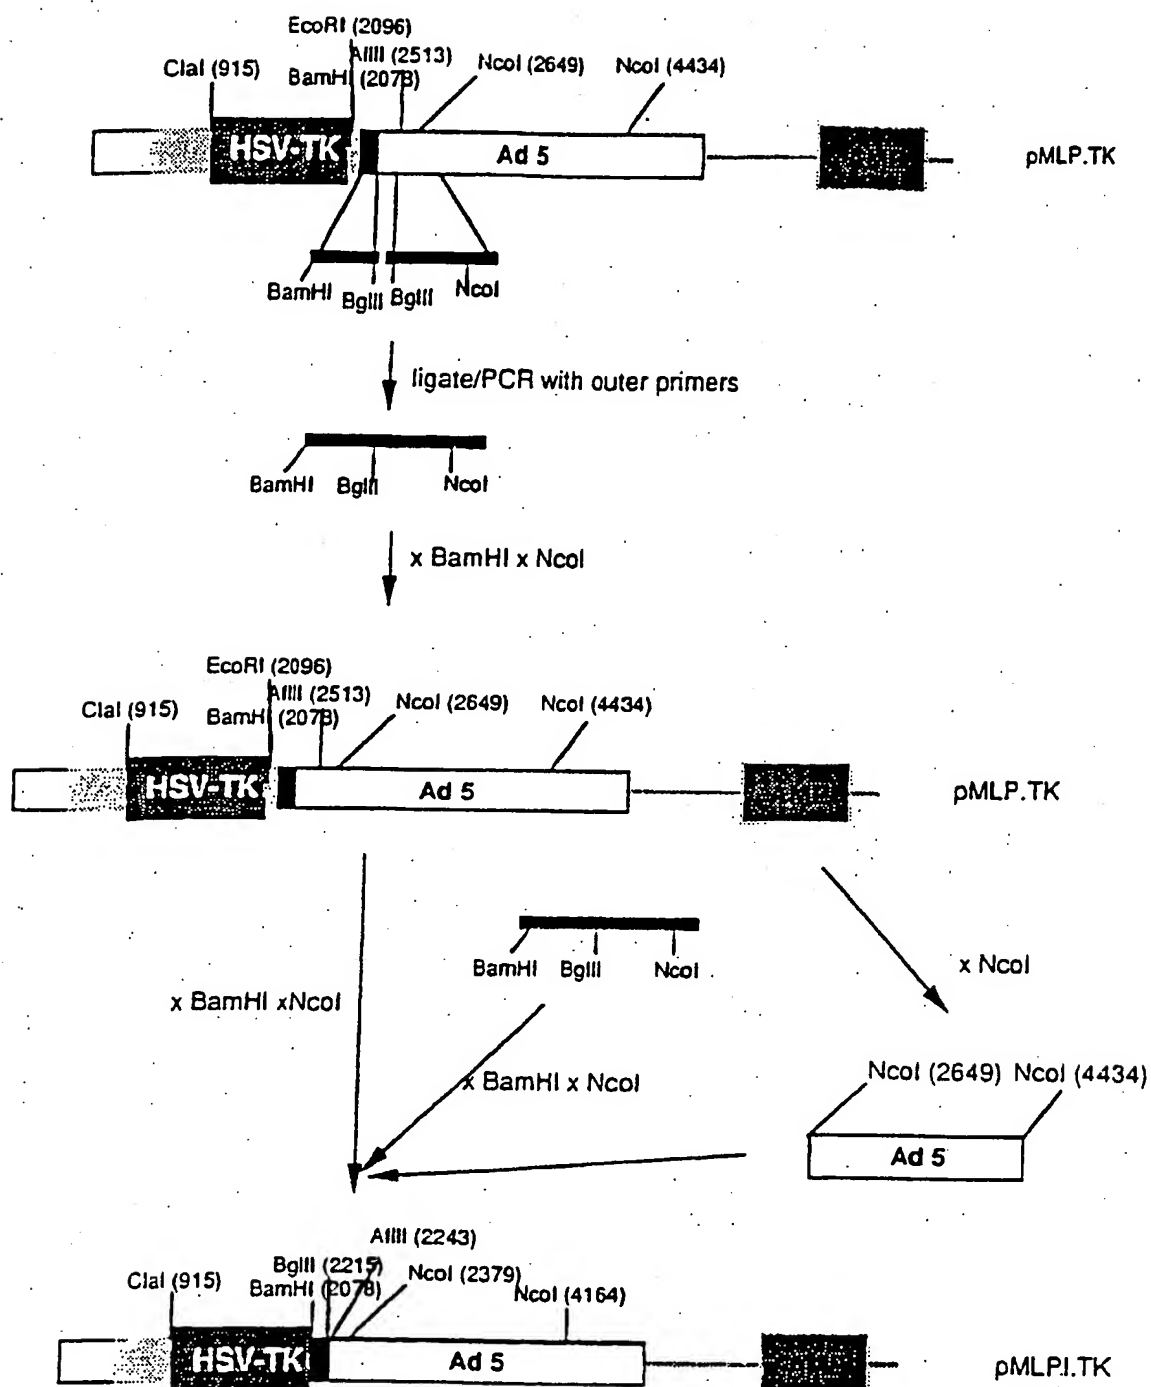 EcoRI (2096)
AflII (2513)
ClaI (915)
BamHI (2078)
NcoI (2649)
NcoI (4434)
HSV-TK
Ad 5
pMLP.TK
BamHI
BglII
BglII
NcoI
ligate/PCR with outer primers
BamHI
BglII
NcoI
x BamHI x NcoI
EcoRI (2096)
AflII (2513)
ClaI (915)
BamHI (2078)
NcoI (2649)
NcoI (4434)
HSV-TK
Ad 5
pMLP.TK
BamHI
BglII
NcoI
x NcoI
x BamHI xNcoI
x BamHI x NcoI
NcoI (2649) NcoI (4434)
Ad 5
AflII (2243)
BglII (2215)
ClaI (915)
BamHI (2078)
NcoI (2379)
NcoI (4164)
HSV-TK
Ad 5
pMLPI.TK